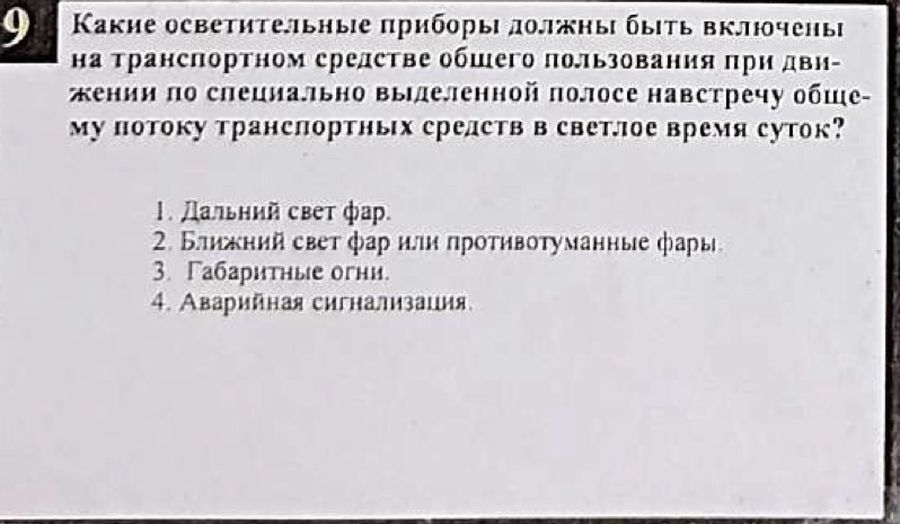 9
Какие осветительные приборы должны быть включены
на транспортном средстве общего пользования при дви-
жении по специально выделенной полосе навстречу обще-
му потоку транспортных средств в светлое время суток?
1. Дальний свет фар.
2. Ближний свет фар или противотуманные фары.
3. Габаритные огни.
4. Аварийная сигнализация.